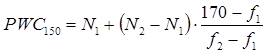 PWC₁₅₀ = N₁ + (N₂ − N₁) · (170 − f₁) / (f₂ − f₁)